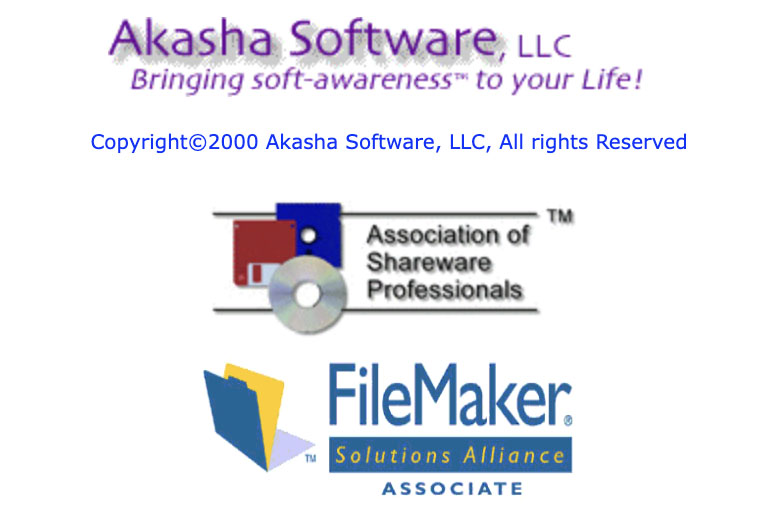 Akasha Software, LLC
Bringing soft-awareness™ to your Life!
Copyright©2000 Akasha Software, LLC, All rights Reserved
TM
Association of
Shareware
Professionals
FileMaker®
TM
Solutions Alliance
ASSOCIATE